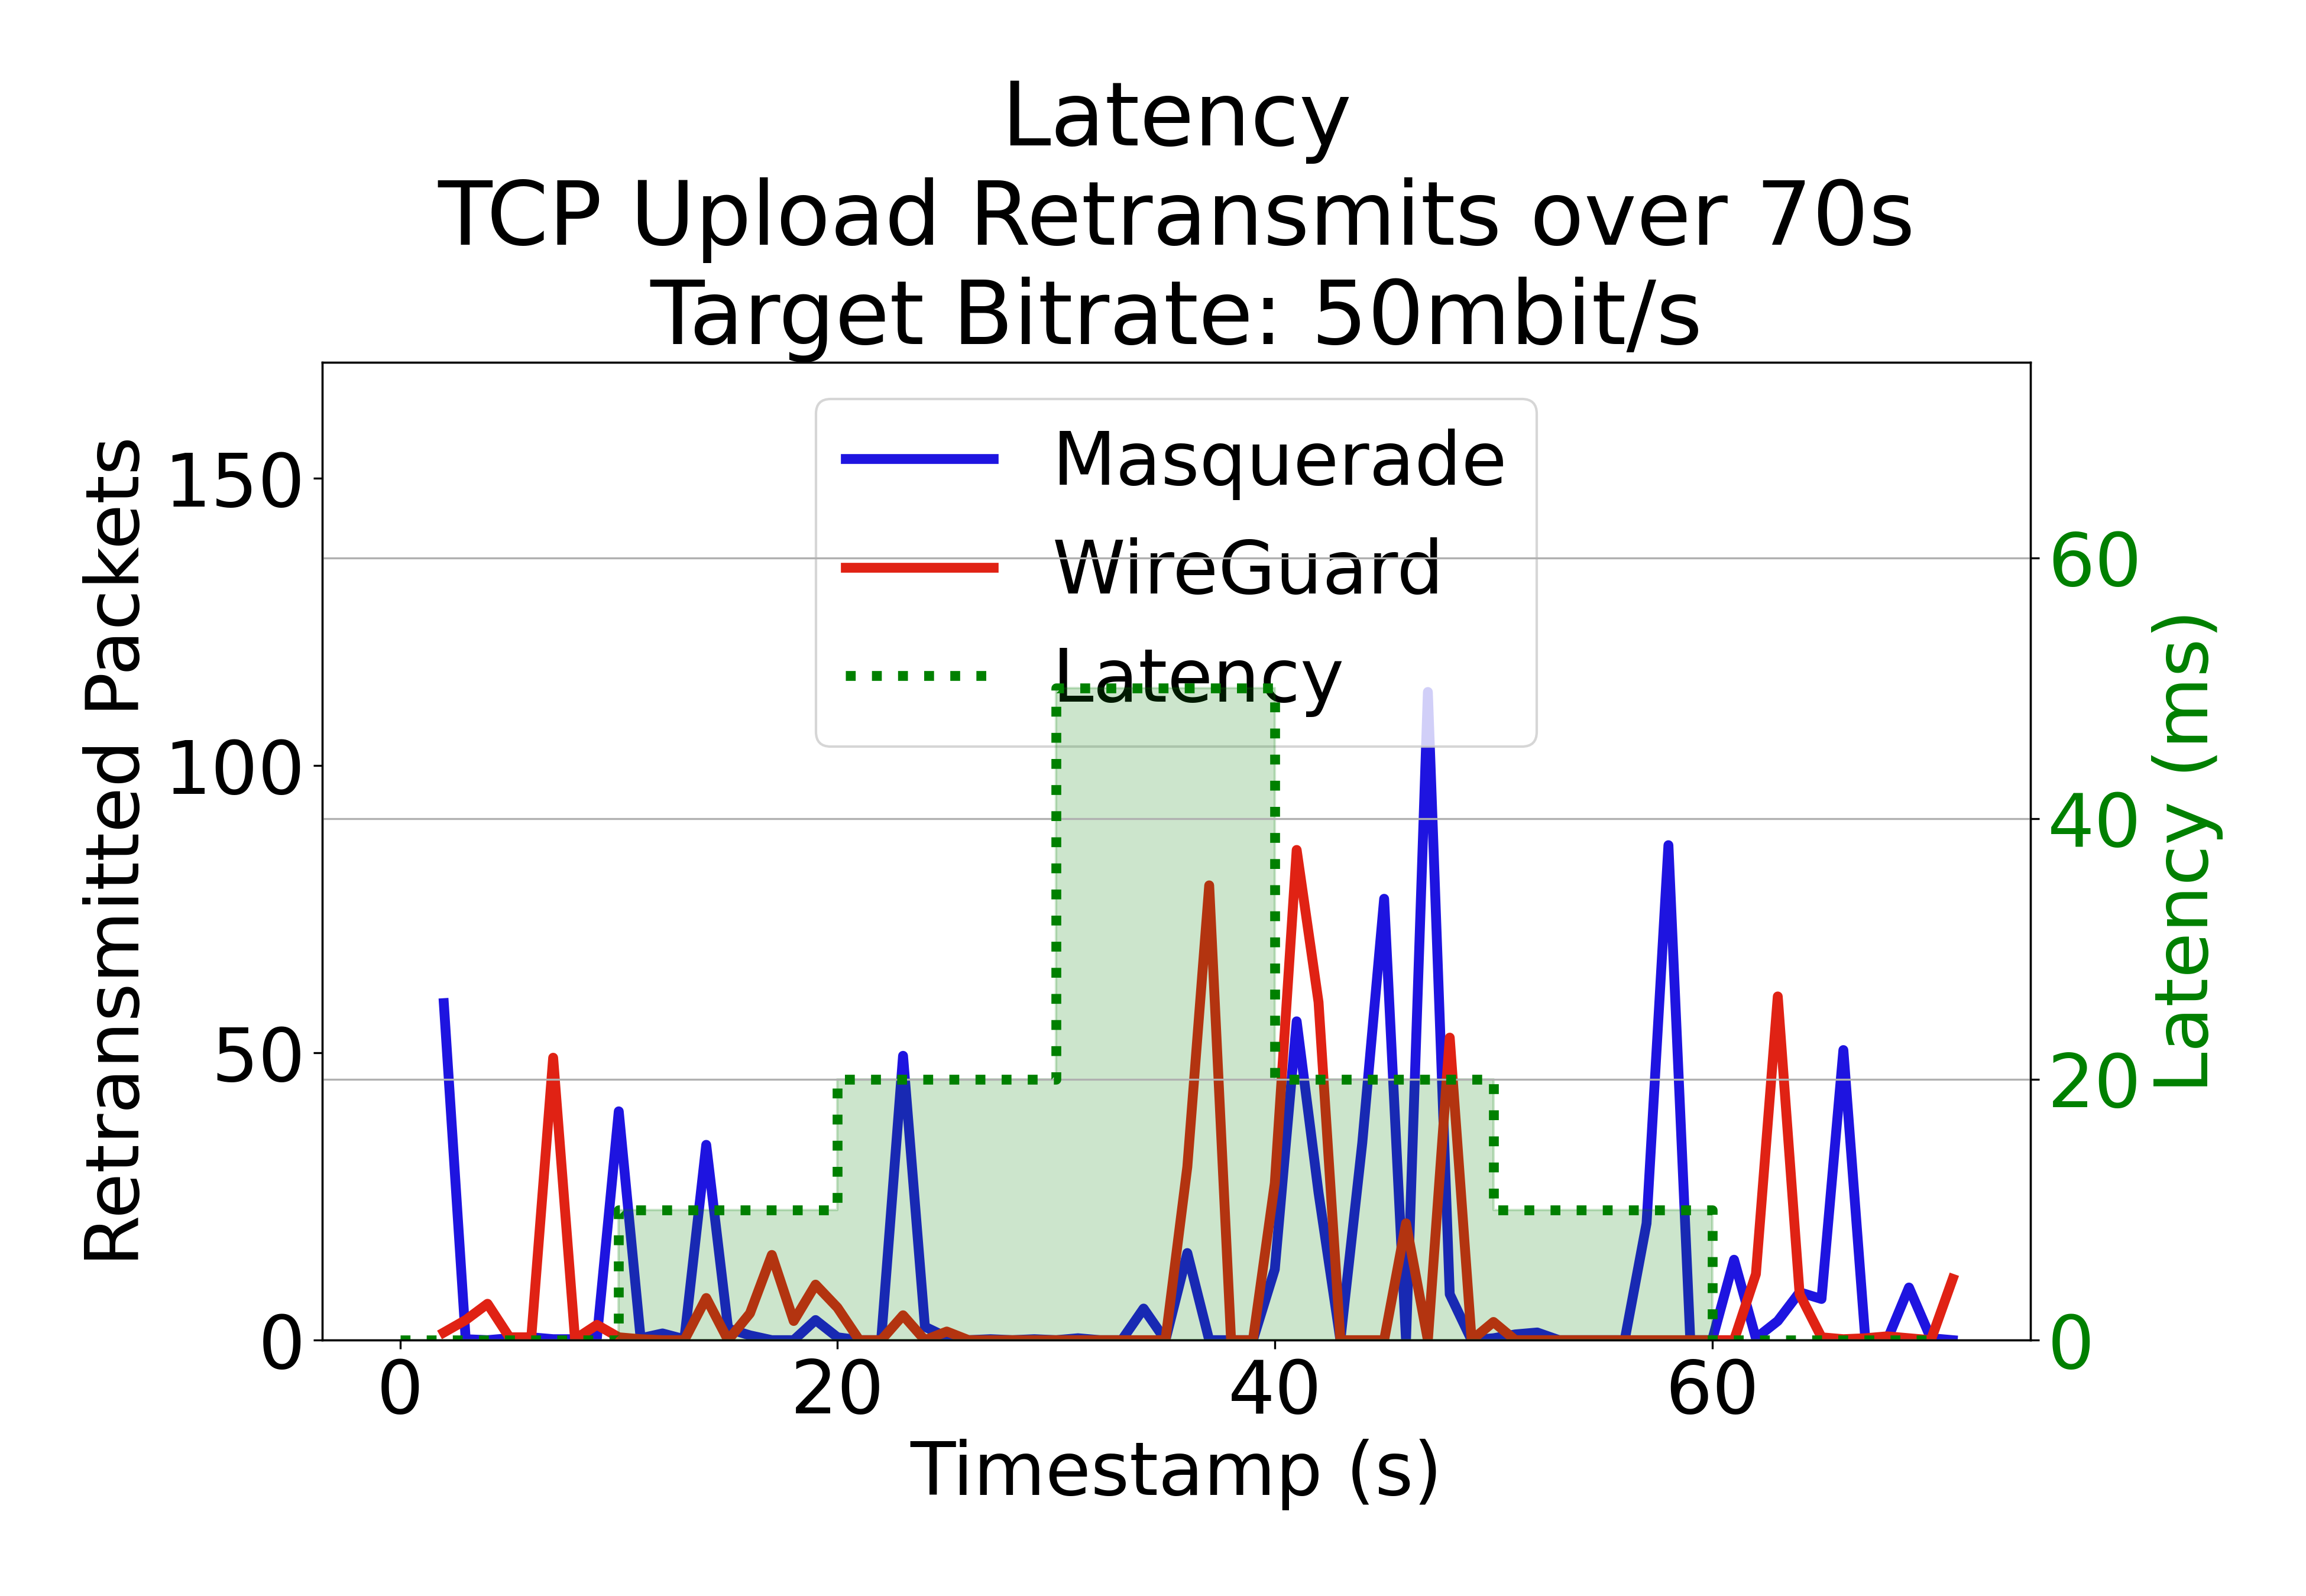 Latency
TCP Upload Retransmits over 70s
Target Bitrate: 50mbit/s
Retransmitted Packets
150
100
50
0
Masquerade
WireGuard
Latency
60
40
20
0
Latency (ms)
0
20
40
60
Timestamp (s)